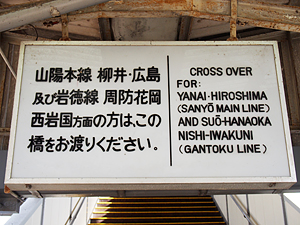 山陽本線 柳井・広島
及び岩徳線 周防花岡
西岩国方面の方は、この
橋をお渡りください。
CROSS OVER
FOR:
YANAI·HIROSHIMA
(SANYŌ MAIN LINE)
AND SUŌ-HANAOKA
NISHI-IWAKUNI
(GANTOKU LINE)